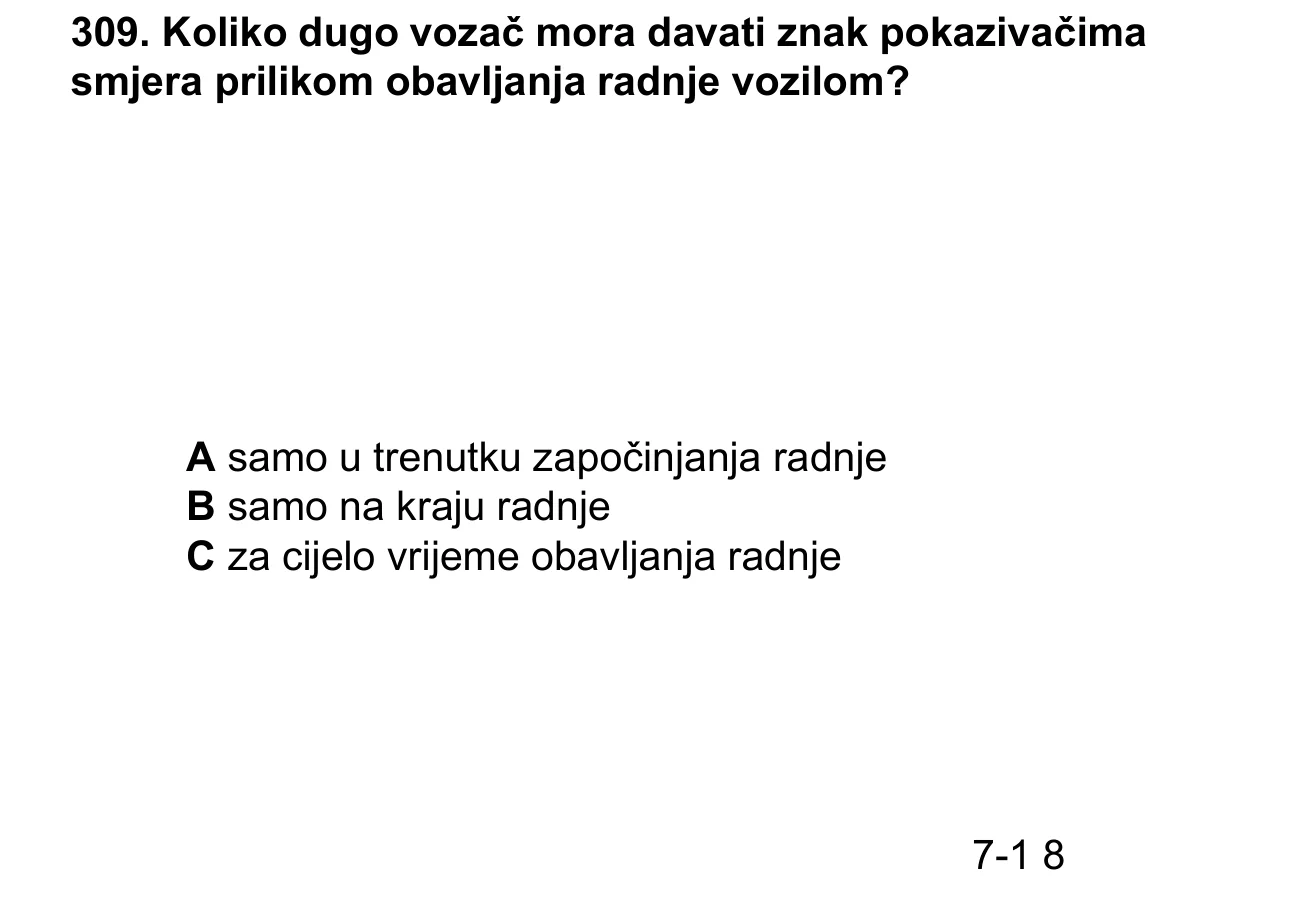 309. Koliko dugo vozač mora davati znak pokazivačima
smjera prilikom obavljanja radnje vozilom?
A samo u trenutku započinjanja radnje
B samo na kraju radnje
C za cijelo vrijeme obavljanja radnje
7-1 8